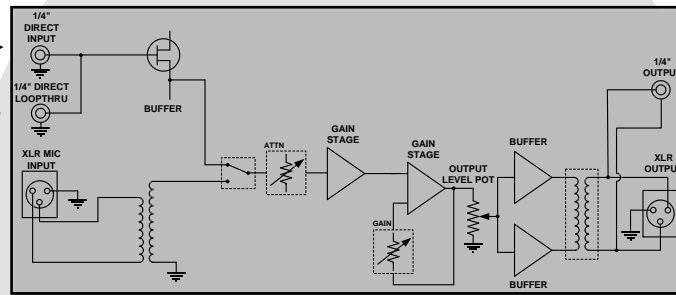 1/4"
DIRECT
INPUT
1/4" DIRECT
LOOPTHRU
BUFFER
XLR MIC
INPUT
ATTN
GAIN
STAGE
GAIN
STAGE
GAIN
OUTPUT
LEVEL POT
BUFFER
BUFFER
1/4"
OUTPUT
XLR
OUTPUT